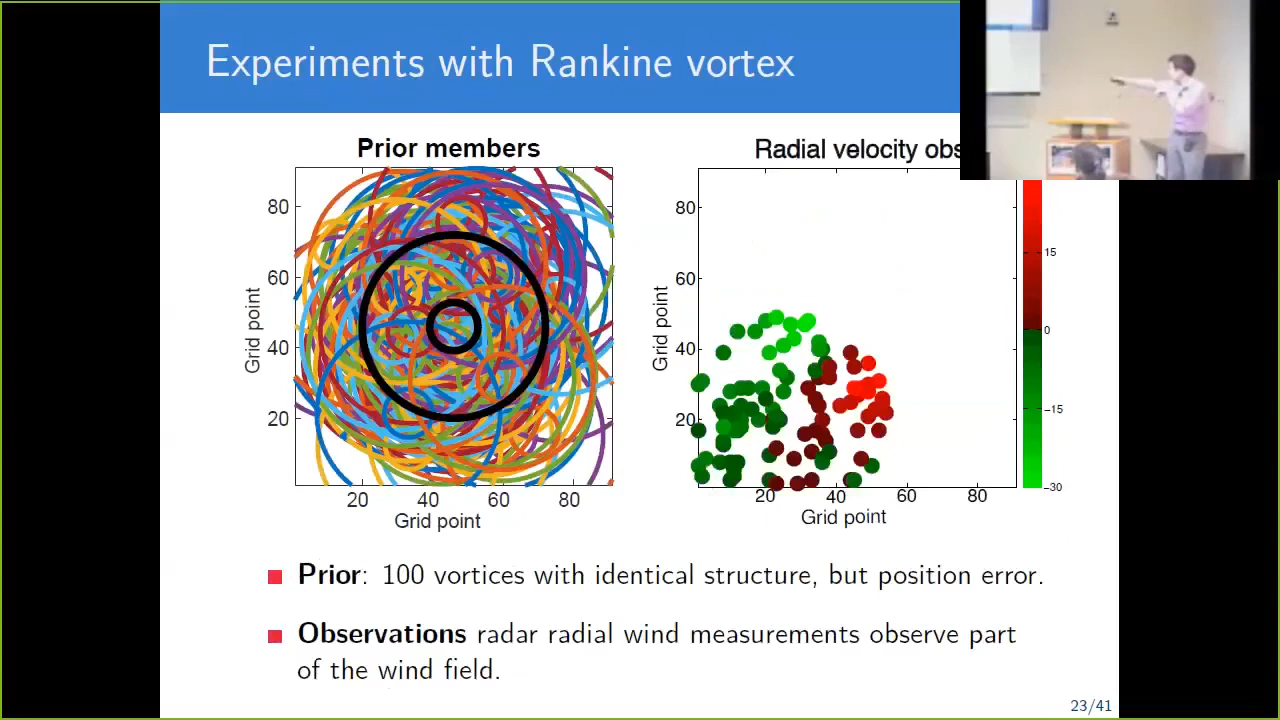 Experiments with Rankine vortex
Prior members
80
60
40
20
20 40 60 80
Grid point
Grid point
Radial velocity obs
80
60
40
20
20 40 60 80
Grid point
Grid point
15
0
-15
-30
Prior: 100 vortices with identical structure, but position error.
Observations radar radial wind measurements observe part
of the wind field.
23/41